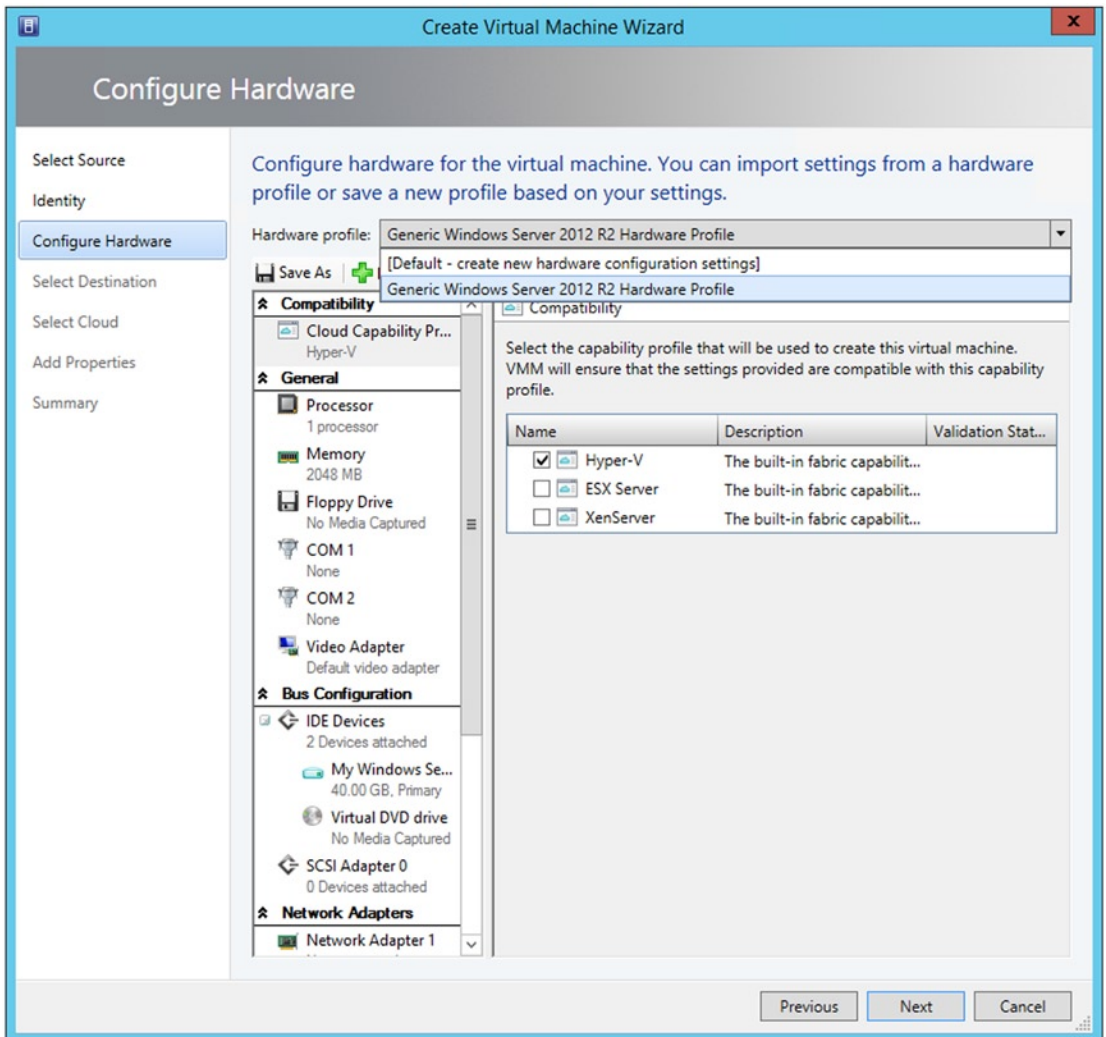 Create Virtual Machine Wizard
x
Configure Hardware
Select Source
Identity
Configure Hardware
Select Destination
Select Cloud
Add Properties
Summary
Configure hardware for the virtual machine. You can import settings from a hardware
profile or save a new profile based on your settings.
Hardware profile: Generic Windows Server 2012 R2 Hardware Profile
[Default - create new hardware configuration settings]
Generic Windows Server 2012 R2 Hardware Profile
Save As
Compatibility
Cloud Capability Pr...
Hyper-V
General
Processor
1 processor
Memory
2048 MB
Floppy Drive
No Media Captured
COM 1
None
COM 2
None
Video Adapter
Default video adapter
Bus Configuration
IDE Devices
2 Devices attached
My Windows Se...
40.00 GB, Primary
Virtual DVD drive
No Media Captured
SCSI Adapter 0
0 Devices attached
Network Adapters
Network Adapter 1
Compatibility
Select the capability profile that will be used to create this virtual machine.
VMM will ensure that the settings provided are compatible with this capability
profile.
Name Description Validation Stat...
Hyper-V The built-in fabric capabilit...
ESX Server The built-in fabric capabilit...
XenServer The built-in fabric capabilit...
Previous Next Cancel